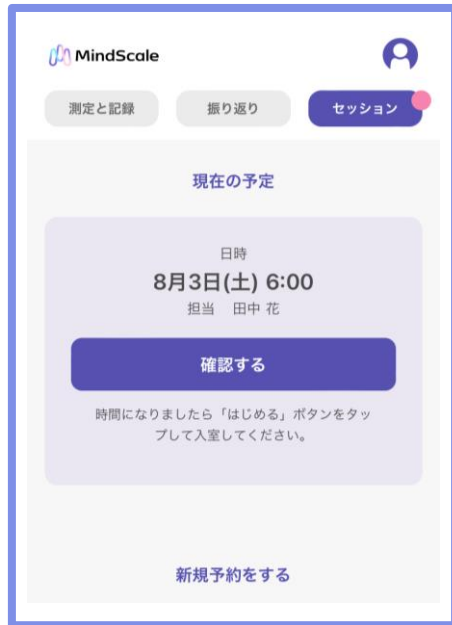 MindScale
測定と記録
振り返り
セッション
現在の予定
日時
8月3日(土) 6:00
担当 田中 花
確認する
時間になりましたら「はじめる」ボタンをタッ
プして入室してください。
新規予約をする